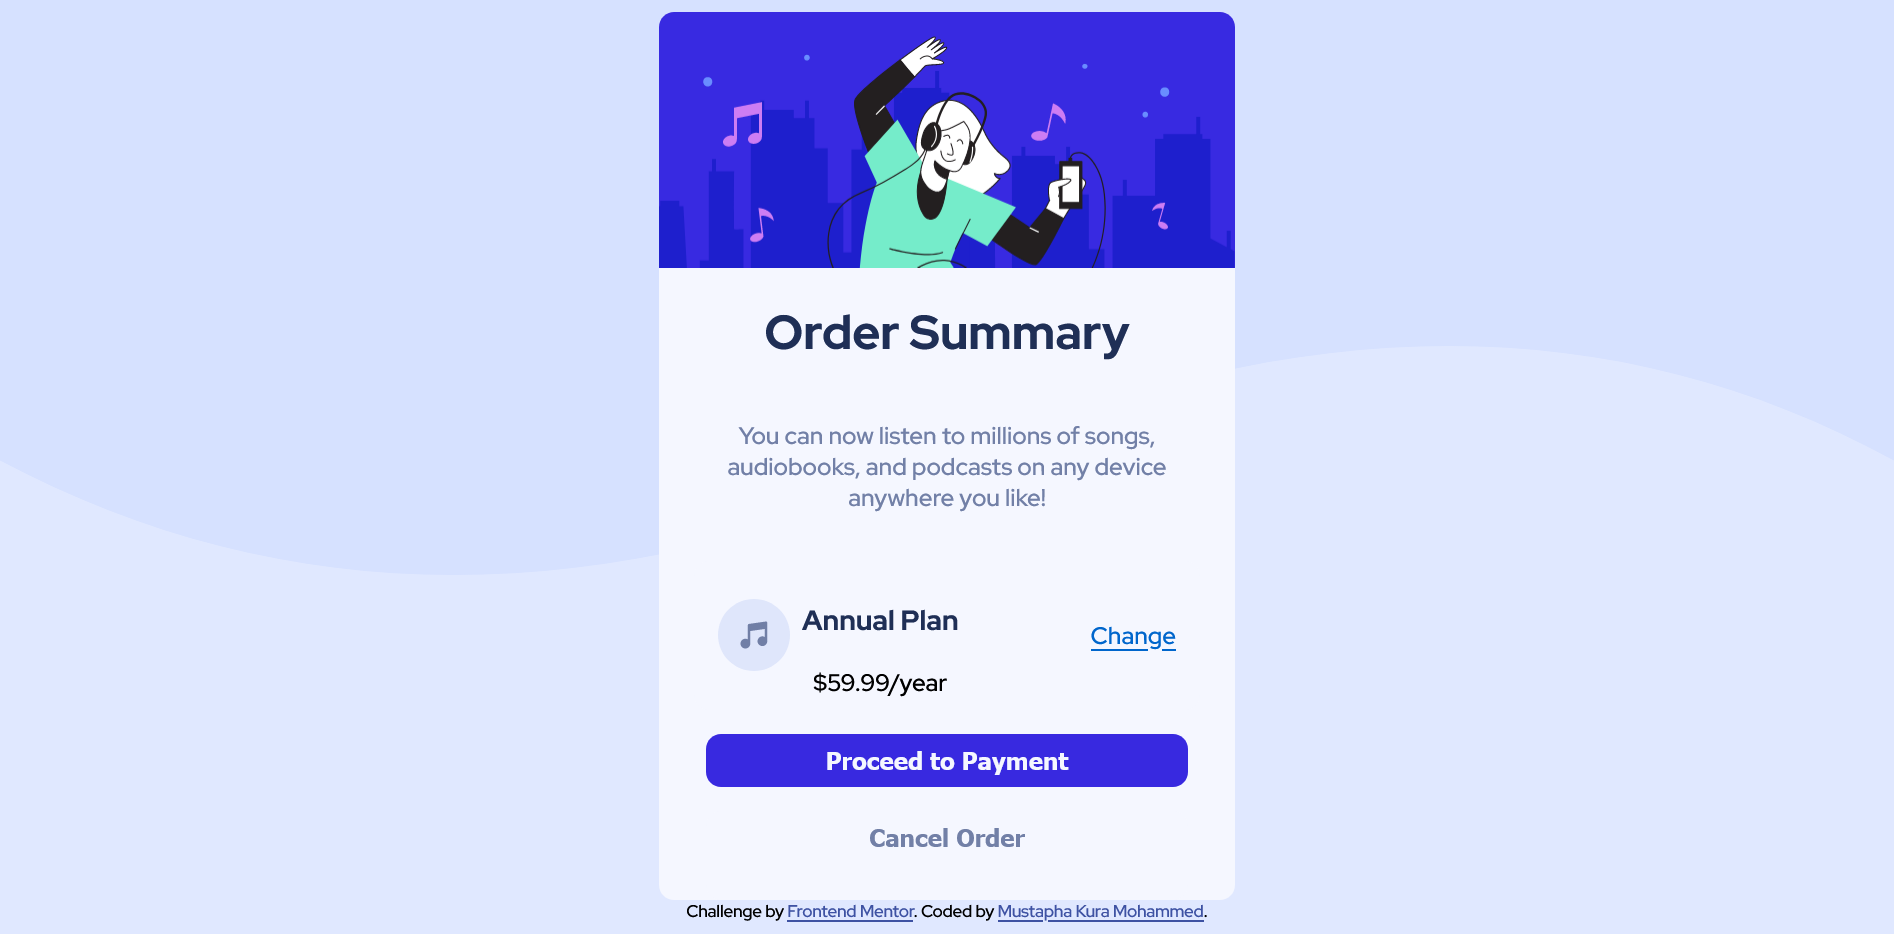 Order Summary
You can now listen to millions of songs,
audiobooks, and podcasts on any device
anywhere you like!
Annual Plan
Change
$59.99/year
Proceed to Payment
Cancel Order
Challenge by Frontend Mentor. Coded by Mustapha Kura Mohammed.